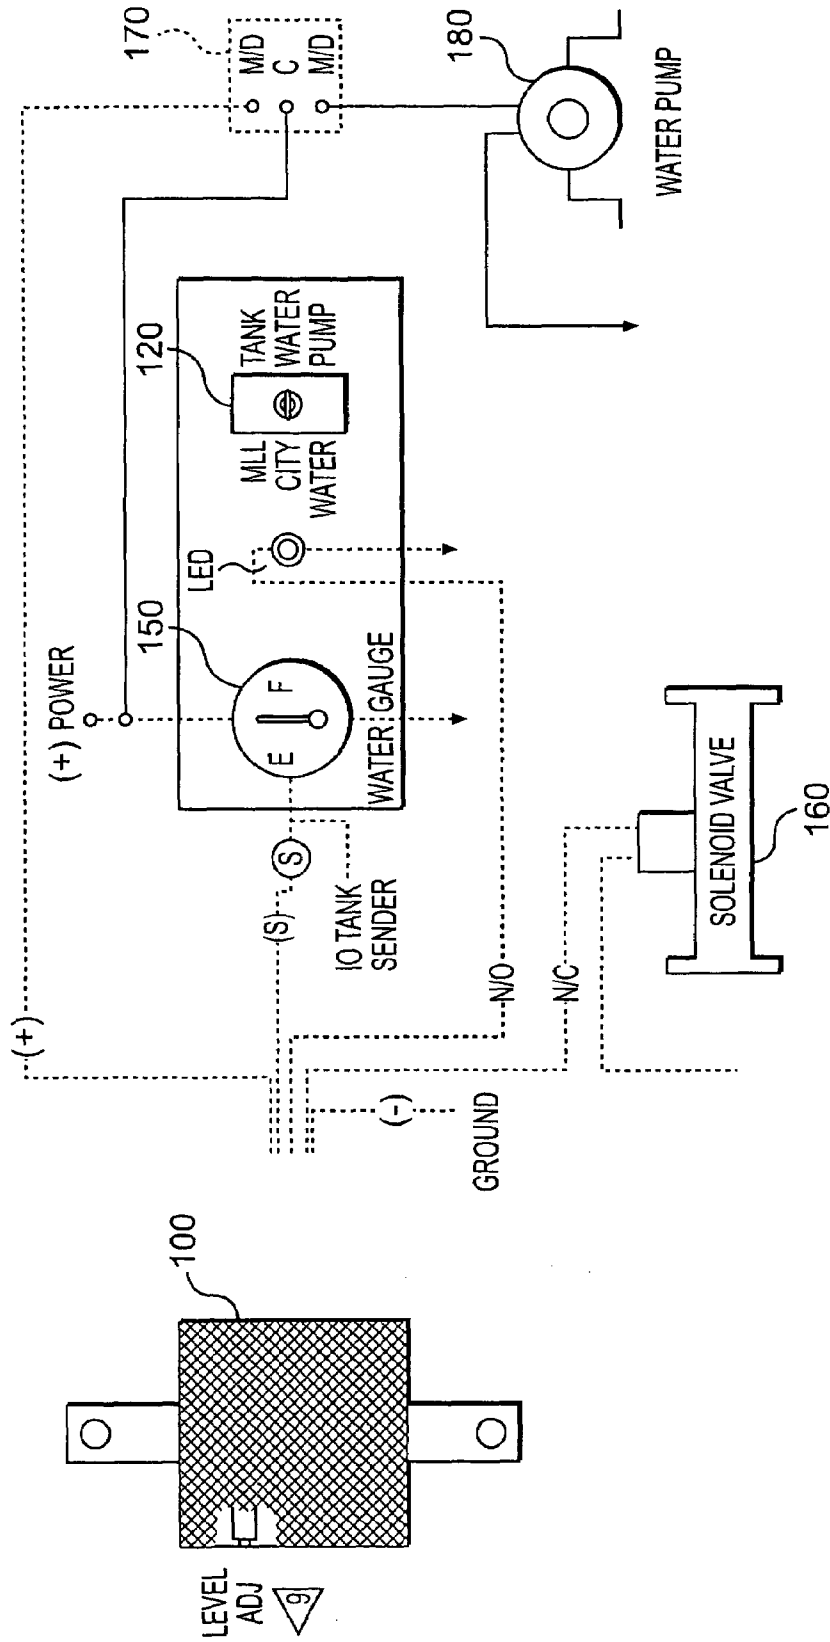 170
M/D
C
M/D
180
WATER PUMP
120
TANK
WATER
PUMP
MLL
CITY
WATER
LED
150
(+) POWER
E
F
WATER GAUGE
S
(S)
IO TANK
SENDER
(+)
N/O
N/C
SOLENOID VALVE
160
(-)
GROUND
100
LEVEL
ADJ
9